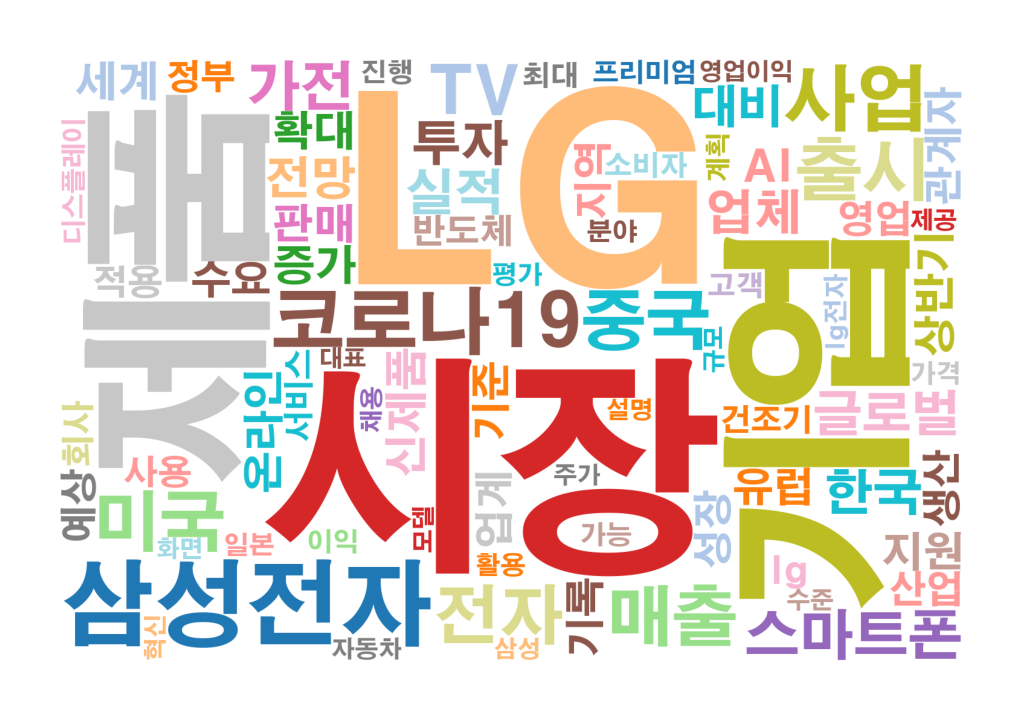 세계
정부
가전
진행
TV
최대
프리미엄
영업이익
대비
사업
관계자
디스플레이
제품
확대
전망
판매
증가
LG
투자
실적
반도체
지역
소비자
계획
AI
출시
업체
영업
제공
분야
적용
수요
평가
고객
기업
lg전자
상반기
코로나19
중국
규모
가격
대표
온라인
서비스
채용
신제품
시장
기준
설명
건조기
글로벌
회사
사용
예상
미국
화면
일본
이익
모델
업계
주가
가능
활용
성장
유럽
한국
생산
지원
lg
수준
산업
삼성전자
전자
기록
매출
스마트폰
혁신
자동차
삼성